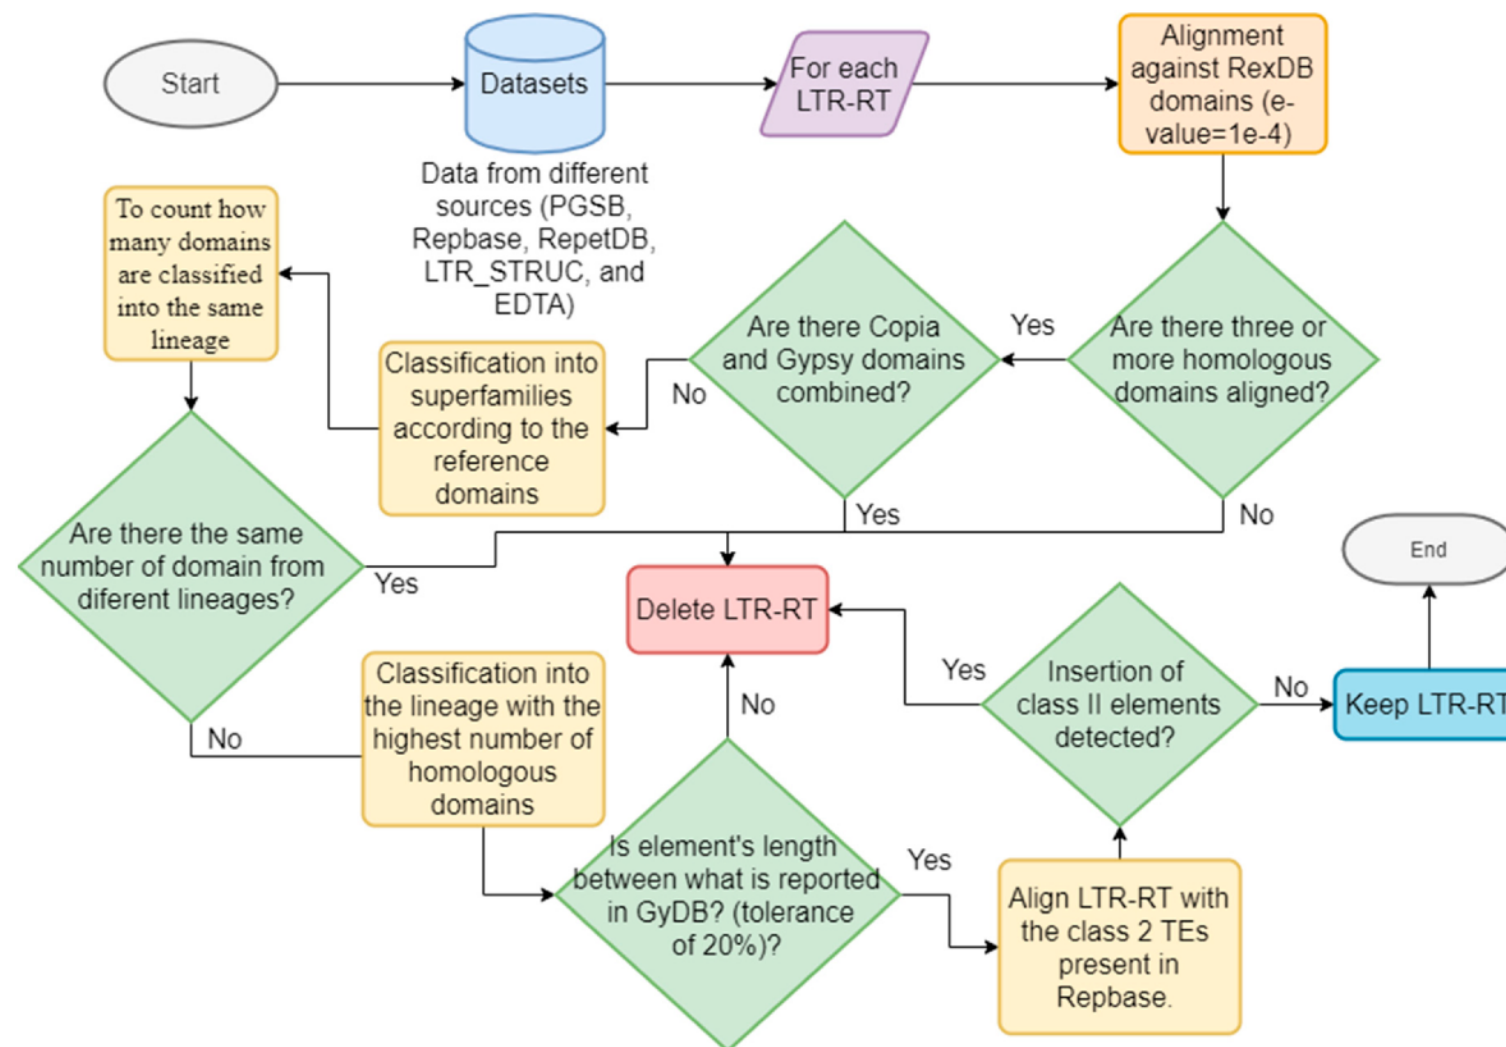 Start
Datasets
For each
LTR-RT
Alignment
against RexDB
domains (e-
value=1e-4)
Data from different
sources (PGSB,
Repbase, RepetDB,
LTR_STRUC, and
EDTA)
To count how
many domains
are classified
into the same
lineage
Classification into
superfamilies
according to the
reference
domains
No
Are there Copia
and Gypsy domains
combined?
Yes
Are there three or
more homologous
domains aligned?
Yes
No
Are there the same
number of domain from
diferent lineages?
Yes
Delete LTR-RT
End
No
Classification into
the lineage with the
highest number of
homologous
domains
No
Yes
Insertion of
class II elements
detected?
No
Keep LTR-RT
Is element's length
between what is reported
in GyDB? (tolerance
of 20%)?
Yes
Align LTR-RT with
the class 2 TEs
present in
Repbase.